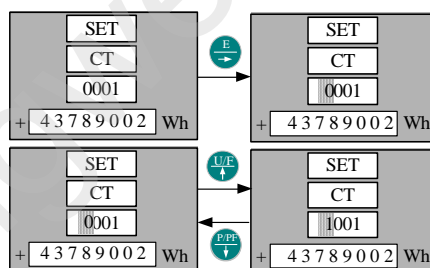 SET SET
CT E CT
0001 0001
+ 43789002 Wh + 43789002 Wh
SET U/F SET
CT CT
0001 1001
P/PF
+ 43789002 Wh + 43789002 Wh